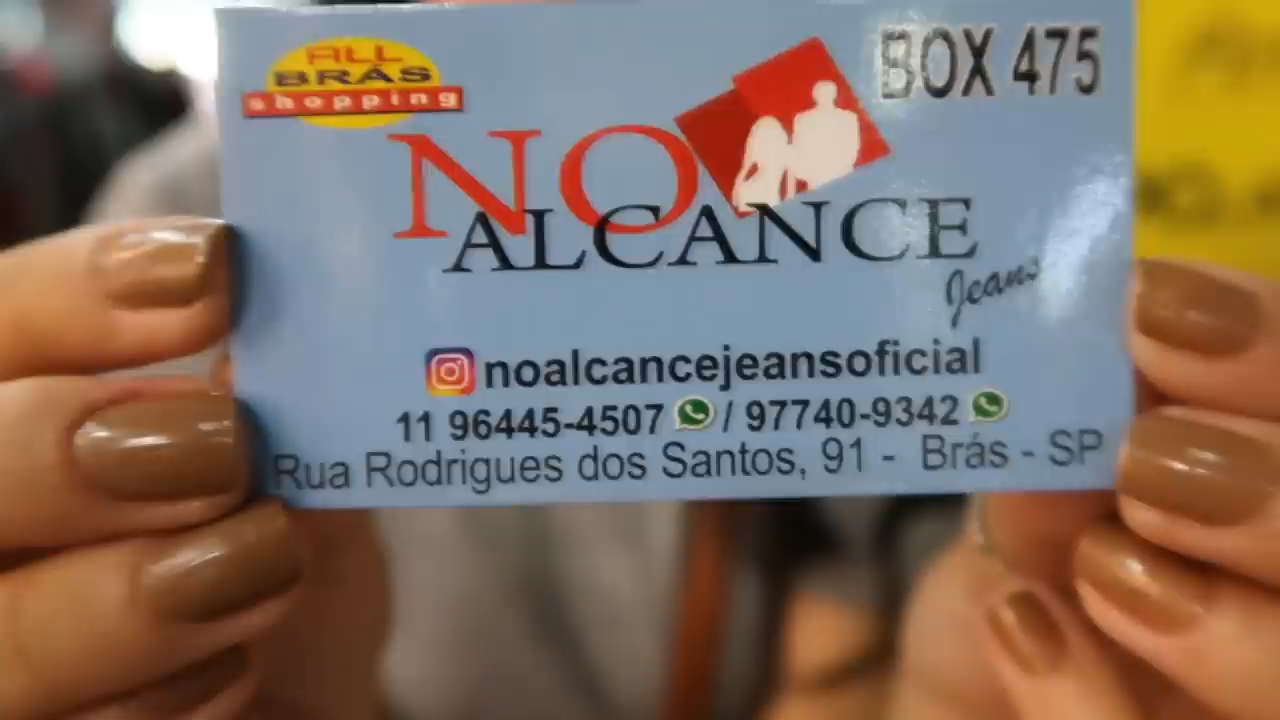 ALL
BRÁS
shopping
BOX 475
NO
ALCANCE
Jeans
noalcancejeansoficial
11 96445-4507 / 97740-9342
Rua Rodrigues dos Santos, 91 - Brás - SP